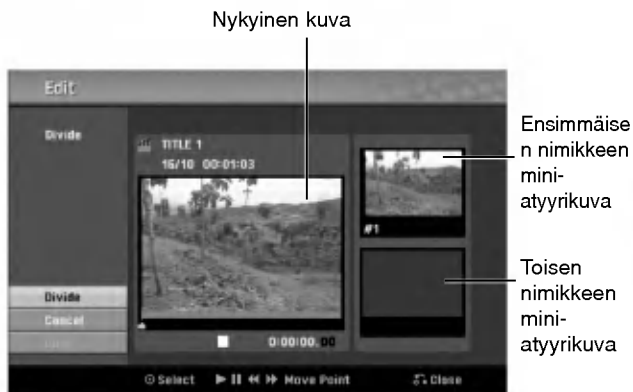 Nykyinen kuva
Edit
Divide
TITLE 1
16/10 00:01:03
#1
Divide
Cancel
0:00:00.00
Select
Move Point
Close
Ensimmäise
n nimikkeen
mini-
atyyrikuva
Toisen
nimikkeen
mini-
atyyrikuva